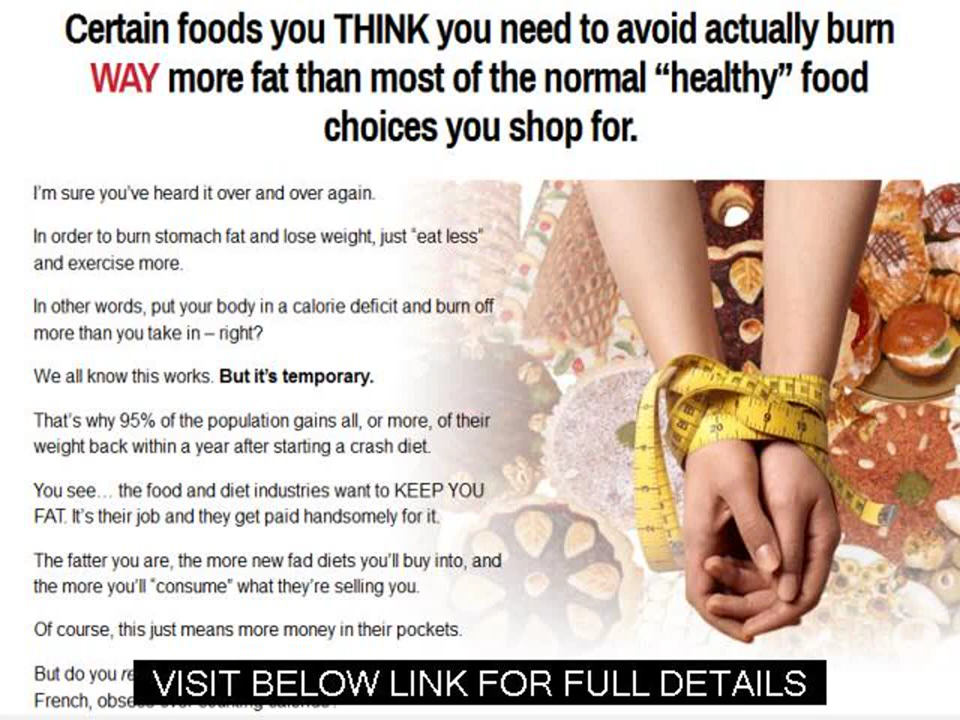 Certain foods you THINK you need to avoid actually burn
WAY more fat than most of the normal “healthy” food
choices you shop for.
I’m sure you’ve heard it over and over again.
In order to burn stomach fat and lose weight, just “eat less”
and exercise more.
In other words, put your body in a calorie deficit and burn off
more than you take in – right?
We all know this works. But it’s temporary.
That’s why 95% of the population gains all, or more, of their
weight back within a year after starting a crash diet.
You see… the food and diet industries want to KEEP YOU
FAT. It’s their job and they get paid handsomely for it.
The fatter you are, the more new fad diets you’ll buy into, and
the more you’ll “consume” what they’re selling you.
Of course, this just means more money in their pockets.
But do you
French,
VISIT BELOW LINK FOR FULL DETAILS